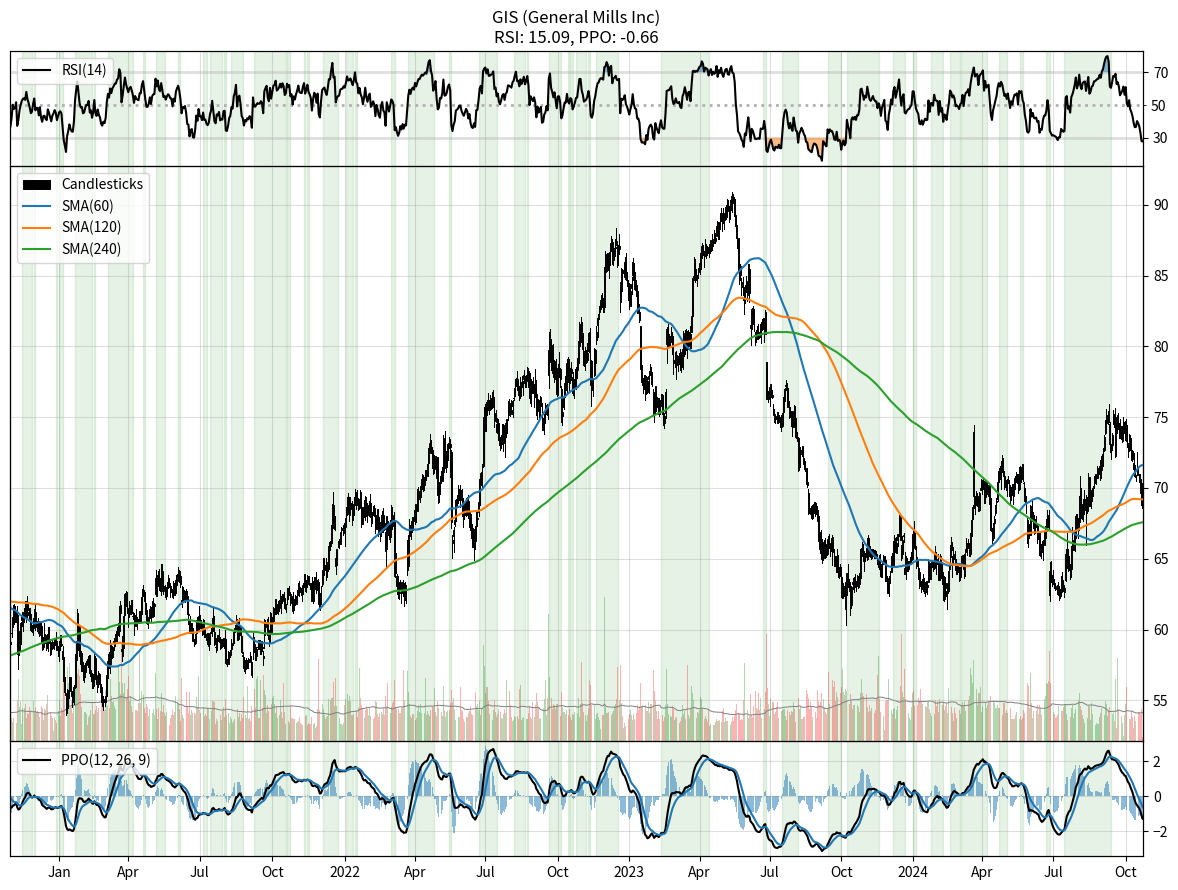 GIS (General Mills Inc)
RSI: 15.09, PPO: -0.66
RSI(14)
70
50
30
Candlesticks
SMA(60)
SMA(120)
SMA(240)
90
85
80
75
70
65
60
55
PPO(12, 26, 9)
2
0
−2
Jan Apr Jul Oct 2022 Apr Jul Oct 2023 Apr Jul Oct 2024 Apr Jul Oct